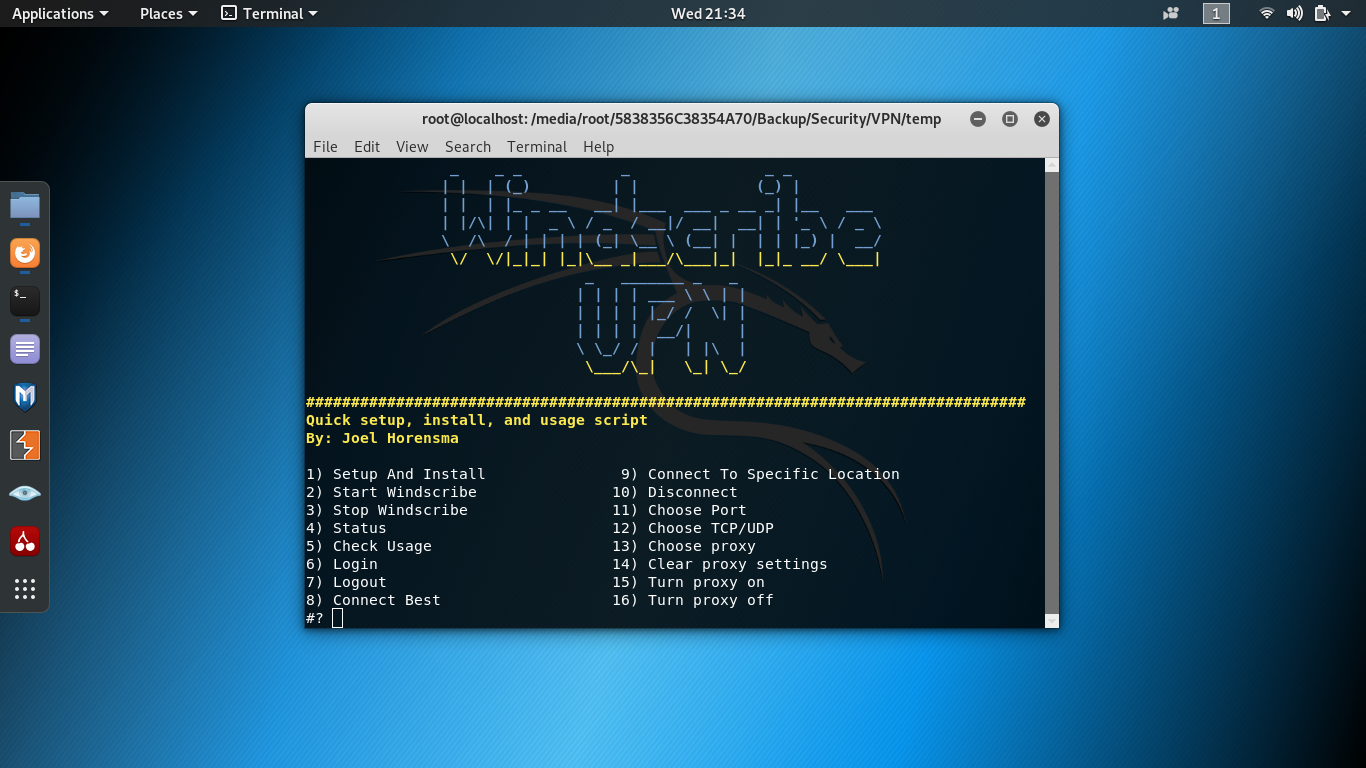 Applications Places Terminal Wed 21:34 1
root@localhost: /media/root/5838356C38354A70/Backup/Security/VPN/temp
File Edit View Search Terminal Help
Windscribe
VPN
################################################################################
Quick setup, install, and usage script
By: Joel Horensma
1) Setup And Install 9) Connect To Specific Location
2) Start Windscribe 10) Disconnect
3) Stop Windscribe 11) Choose Port
4) Status 12) Choose TCP/UDP
5) Check Usage 13) Choose proxy
6) Login 14) Clear proxy settings
7) Logout 15) Turn proxy on
8) Connect Best 16) Turn proxy off
#?